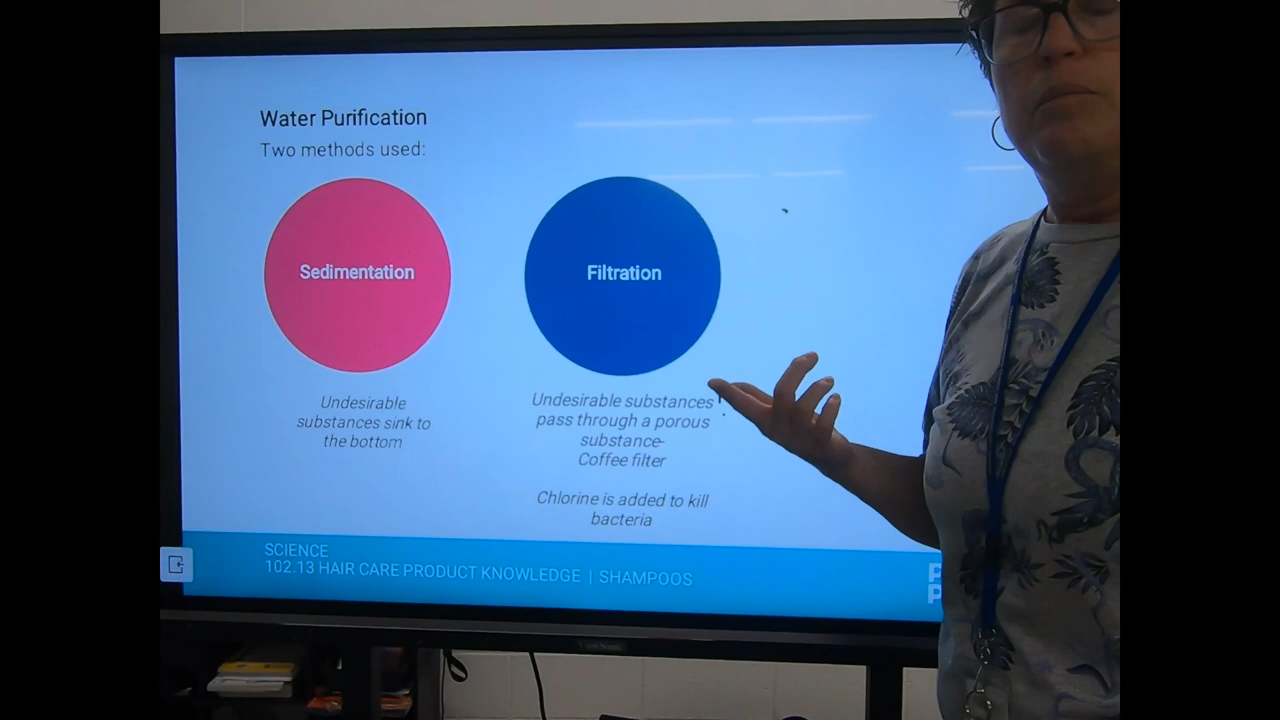 Water Purification
Two methods used:
Sedimentation
Undesirable
substances sink to
the bottom
Filtration
Undesirable substances
pass through a porous
substance-
Coffee filter
Chlorine is added to kill
bacteria
SCIENCE
102.13 HAIR CARE PRODUCT KNOWLEDGE | SHAMPOOS
P
P